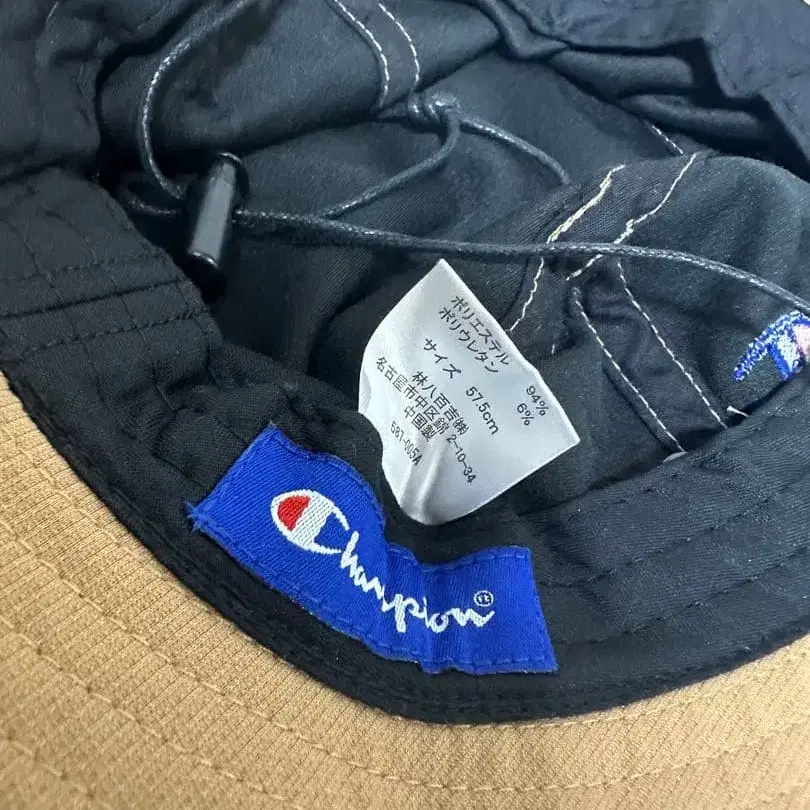 ポリエステル 94%
ポリウレタン 6%
サイズ 57.5cm
林八百吉㈱
名古屋市中区錦 2-10-34
中国製
587-005A
Champion®